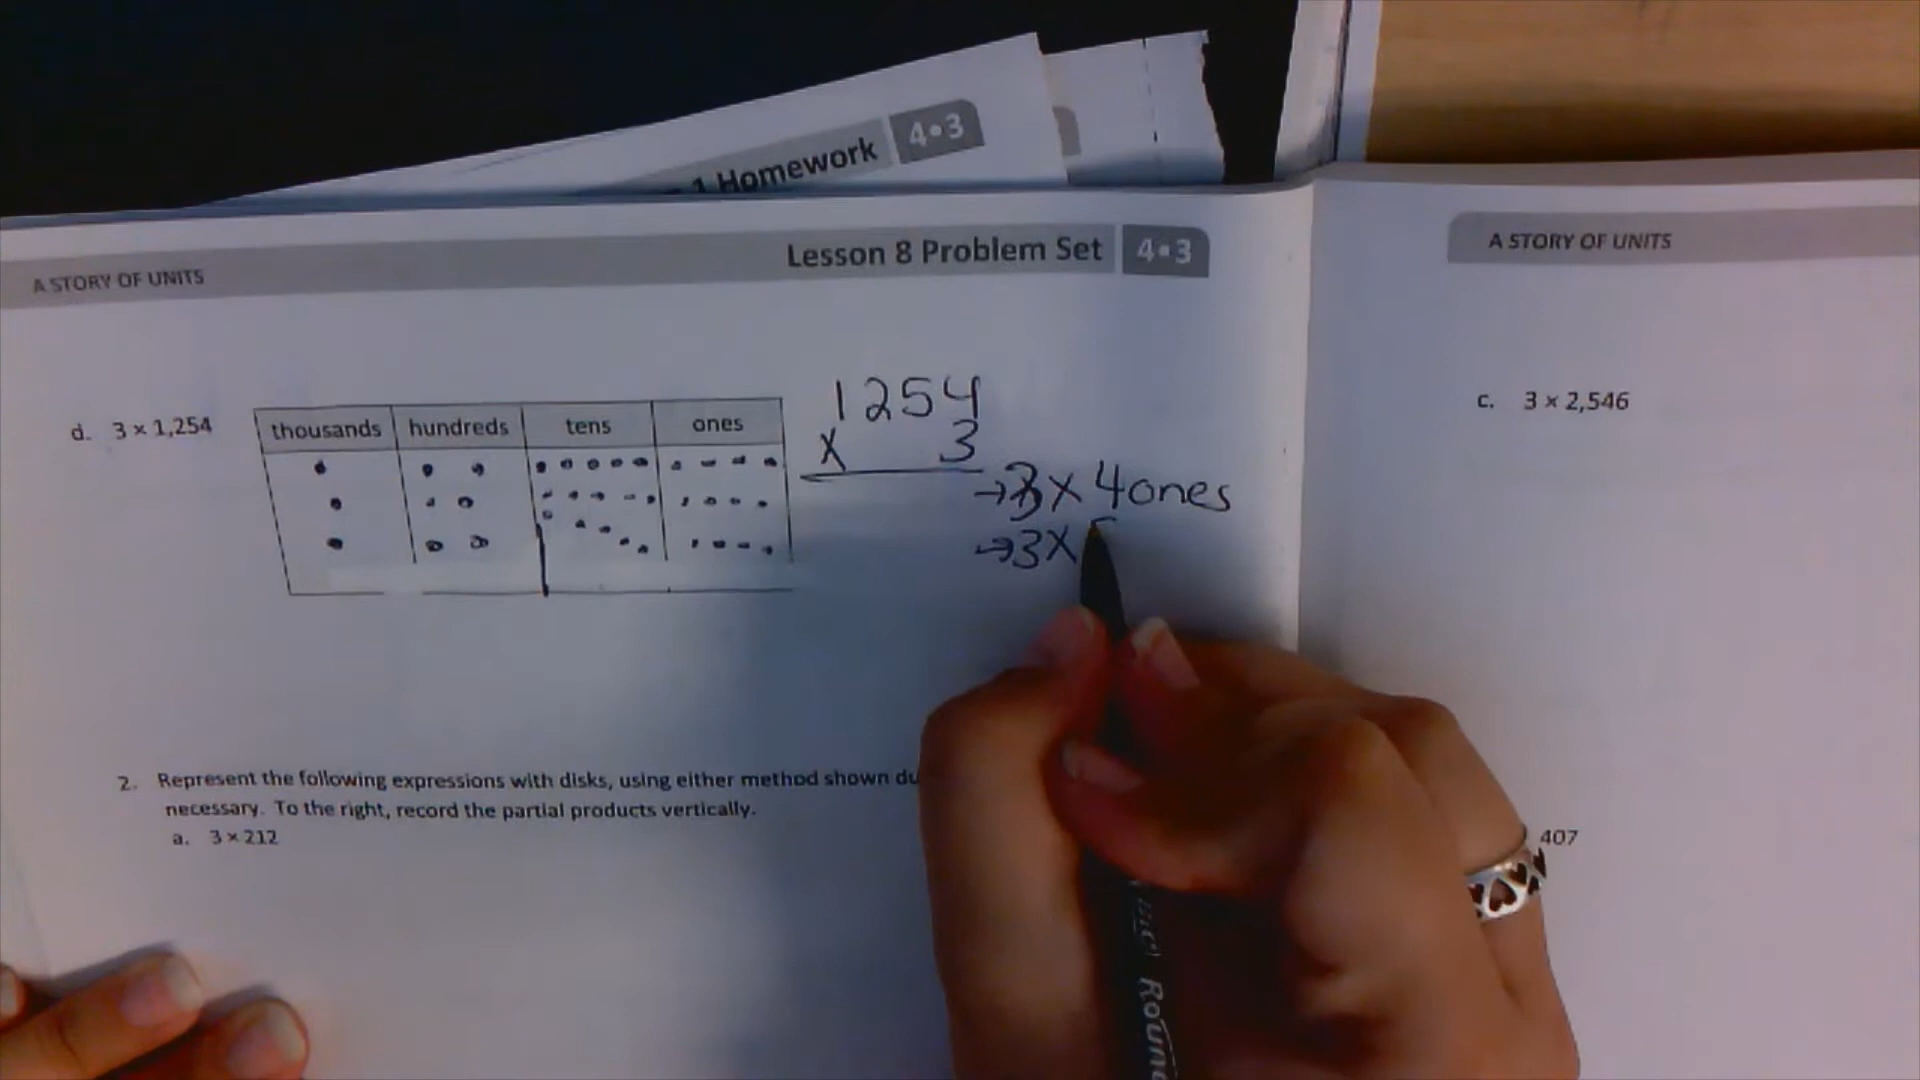 1 Homework 4•3
A STORY OF UNITS
Lesson 8 Problem Set 4•3
d. 3 × 1,254
thousands hundreds tens ones
1254
X 3
→3 X 4ones
→3 X
2. Represent the following expressions with disks, using either method shown
necessary. To the right, record the partial products vertically.
a. 3 × 212
A STORY OF UNITS
c. 3 × 2,546
407